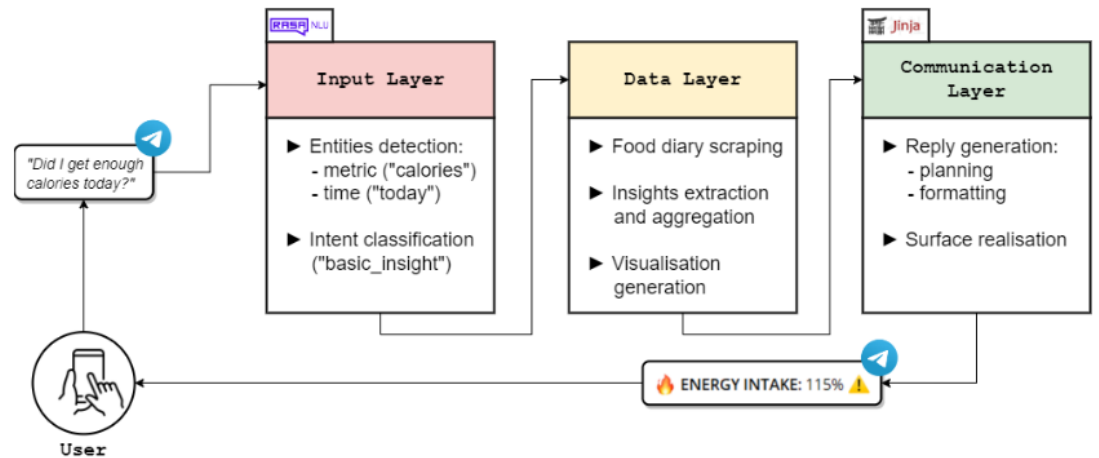 RASA NLU
Input Layer
► Entities detection:
- metric ("calories")
- time ("today")
► Intent classification
("basic_insight")
Data Layer
► Food diary scraping
► Insights extraction
and aggregation
► Visualisation
generation
Jinja
Communication
Layer
► Reply generation:
- planning
- formatting
► Surface realisation
"Did I get enough
calories today?"
🔥 ENERGY INTAKE: 115% ⚠️
User